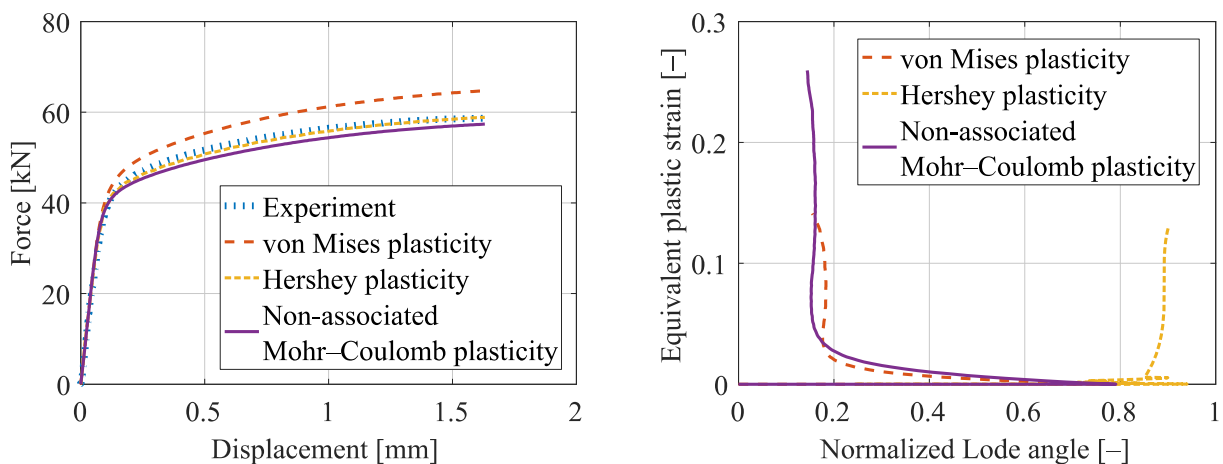 80
60
40
20
0
Force [kN]
0
0.5
1
1.5
2
Displacement [mm]
Experiment
von Mises plasticity
Hershey plasticity
Non-associated
Mohr–Coulomb plasticity
0.3
0.2
0.1
0
Equivalent plastic strain [–]
0
0.2
0.4
0.6
0.8
1
Normalized Lode angle [–]
von Mises plasticity
Hershey plasticity
Non-associated
Mohr–Coulomb plasticity